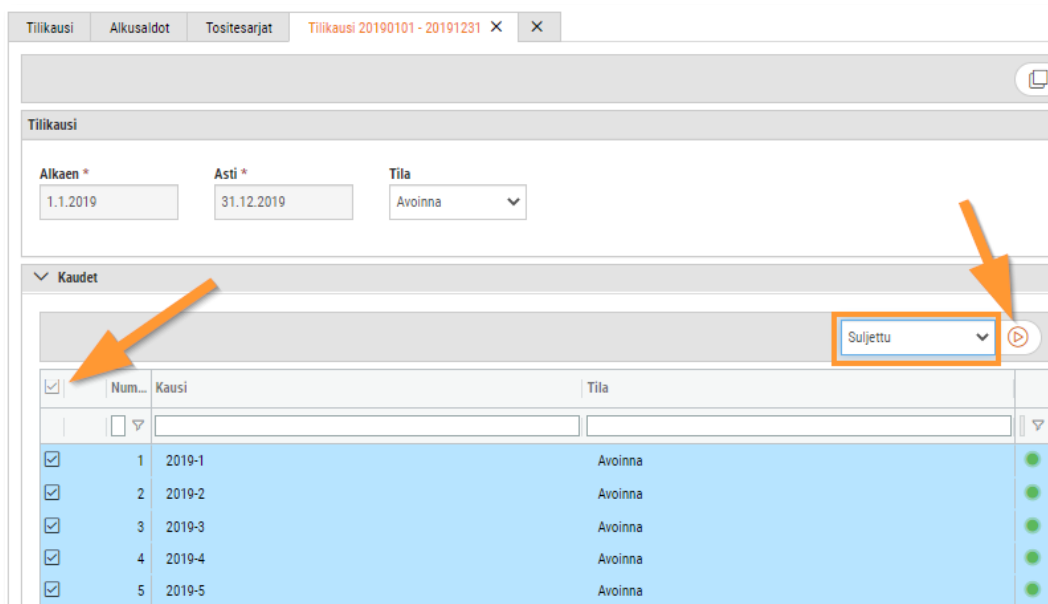 Tilikausi Alkusaldot Tositesarjat Tilikausi 20190101 - 20191231
Tilikausi
Alkaen * Asti * Tila
1.1.2019 31.12.2019 Avoinna
Kaudet
Suljettu
Num... Kausi Tila
1 2019-1 Avoinna
2 2019-2 Avoinna
3 2019-3 Avoinna
4 2019-4 Avoinna
5 2019-5 Avoinna